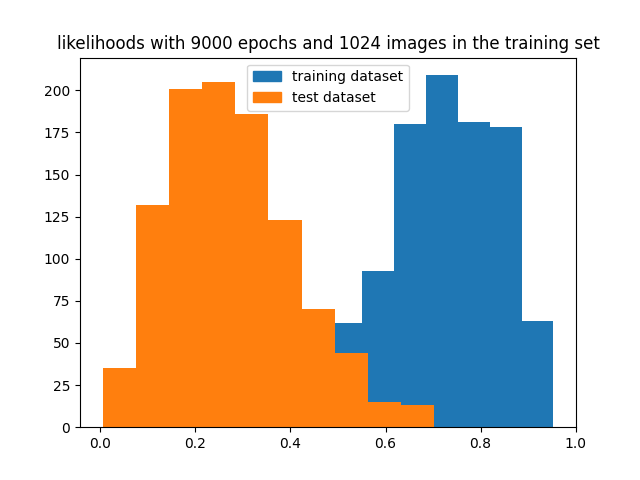 likelihoods with 9000 epochs and 1024 images in the training set
training dataset
test dataset
200
175
150
125
100
75
50
25
0
0.0 0.2 0.4 0.6 0.8 1.0